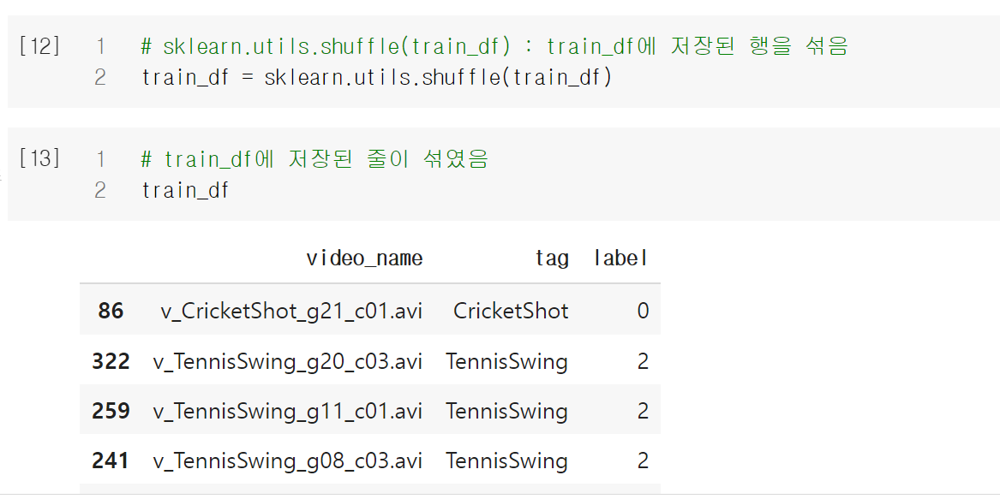 [12] 1 # sklearn.utils.shuffle(train_df) : train_df에 저장된 행을 섞음
2 train_df = sklearn.utils.shuffle(train_df)
[13] 1 # train_df에 저장된 줄이 섞였음
2 train_df
video_name tag label
86 v_CricketShot_g21_c01.avi CricketShot 0
322 v_TennisSwing_g20_c03.avi TennisSwing 2
259 v_TennisSwing_g11_c01.avi TennisSwing 2
241 v_TennisSwing_g08_c03.avi TennisSwing 2